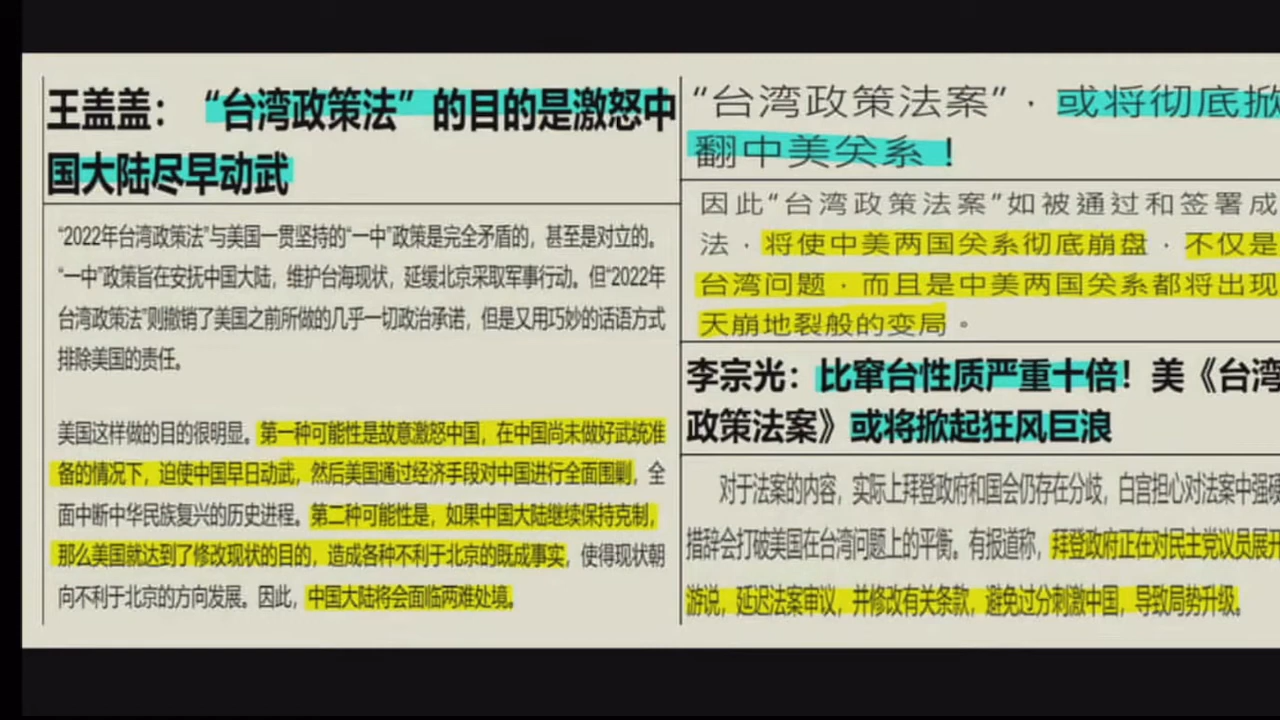 王盖盖：“台湾政策法”的目的是激怒中
国大陆尽早动武
“2022年台湾政策法”与美国一贯坚持的“一中”政策是完全矛盾的，甚至是对立的。
“一中”政策旨在安抚中国大陆，维护台海现状，延缓北京采取军事行动。但“2022年
台湾政策法”则撤销了美国之前所做的几乎一切政治承诺，但是又用巧妙的话语方式
排除美国的责任。
美国这样做的目的很明显。第一种可能性是故意激怒中国，在中国尚未做好武统准
备的情况下，迫使中国早日动武，然后美国通过经济手段对中国进行全面围剿，全
面中断中华民族复兴的历史进程。第二种可能性是，如果中国大陆继续保持克制，
那么美国就达到了修改现状的目的，造成各种不利于北京的既成事实，使得现状朝
向不利于北京的方向发展。因此，中国大陆将会面临两难处境。
“台湾政策法案”·或将彻底掀
翻中美关系！
因此“台湾政策法案”如被通过和签署成
法·将使中美两国关系彻底崩盘·不仅是
台湾问题·而且是中美两国关系都将出现
天崩地裂般的变局。
李宗光：比窜台性质严重十倍！美《台湾
政策法案》或将掀起狂风巨浪
对于法案的内容，实际上拜登政府和国会仍存在分歧，白宫担心对法案中强硬
措辞会打破美国在台湾问题上的平衡。有报道称，拜登政府正在对民主党议员展开
游说，延迟法案审议，并修改有关条款，避免过分刺激中国，导致局势升级。